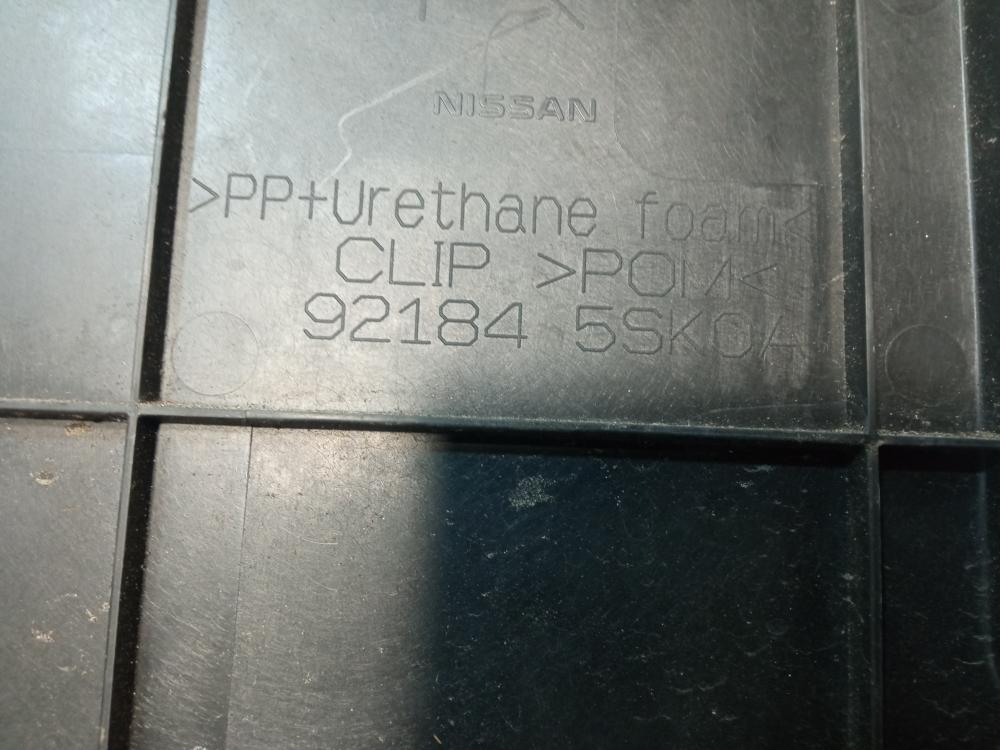 NISSAN
>PP+Urethane foam<
CLIP >POM<
92184 5SK0A